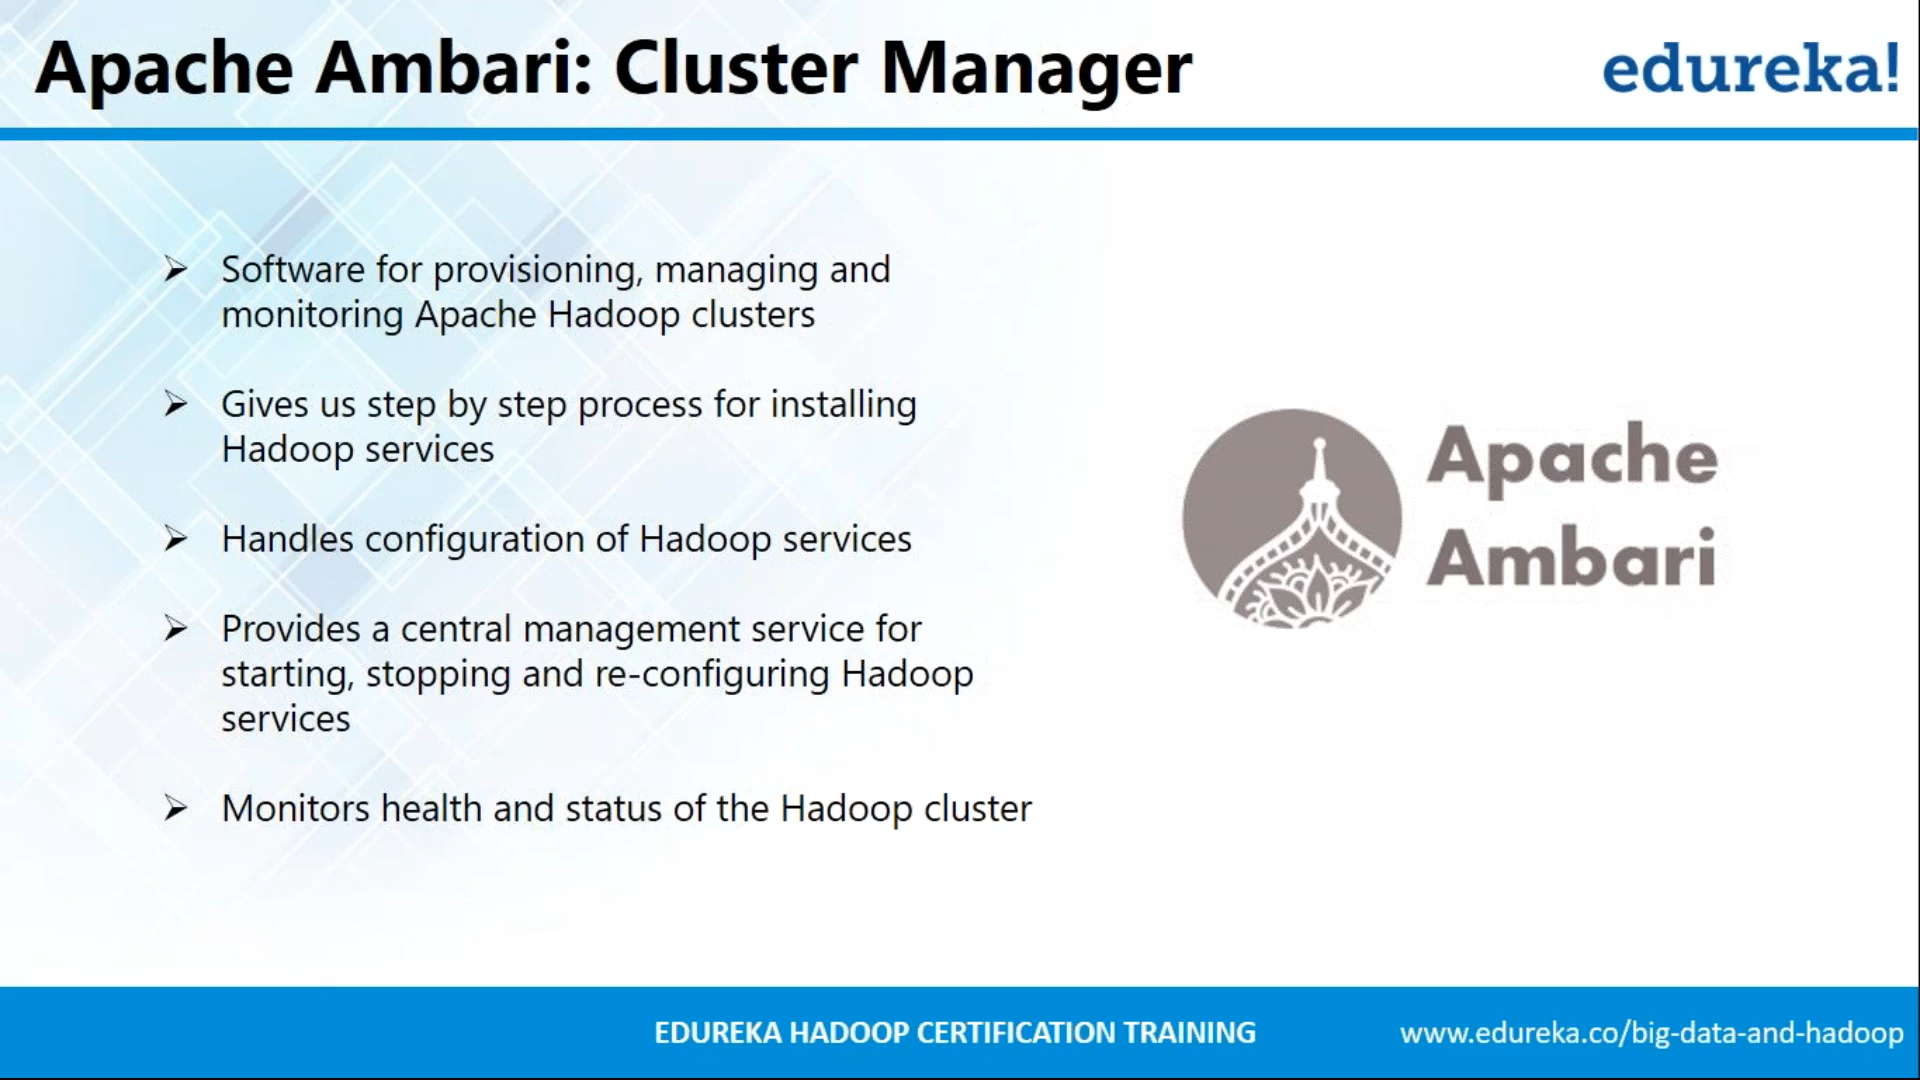 Apache Ambari: Cluster Manager
edureka!
➢ Software for provisioning, managing and
monitoring Apache Hadoop clusters
➢ Gives us step by step process for installing
Hadoop services
➢ Handles configuration of Hadoop services
➢ Provides a central management service for
starting, stopping and re-configuring Hadoop
services
➢ Monitors health and status of the Hadoop cluster
Apache
Ambari
EDUREKA HADOOP CERTIFICATION TRAINING
www.edureka.co/big-data-and-hadoop